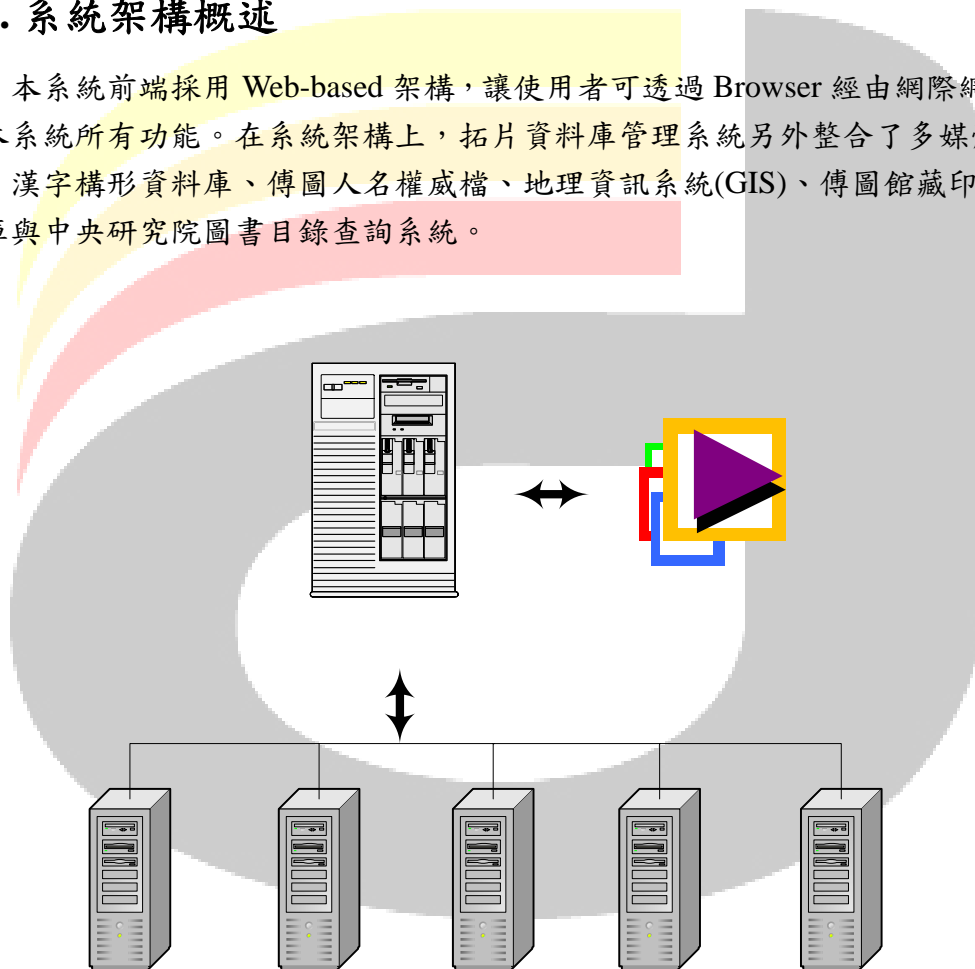 . 系統架構概述
本系統前端採用 Web-based 架構，讓使用者可透過 Browser 經由網際網
本系統所有功能。在系統架構上，拓片資料庫管理系統另外整合了多媒
漢字構形資料庫、傅圖人名權威檔、地理資訊系統(GIS)、傅圖館藏印
與中央研究院圖書目錄查詢系統。